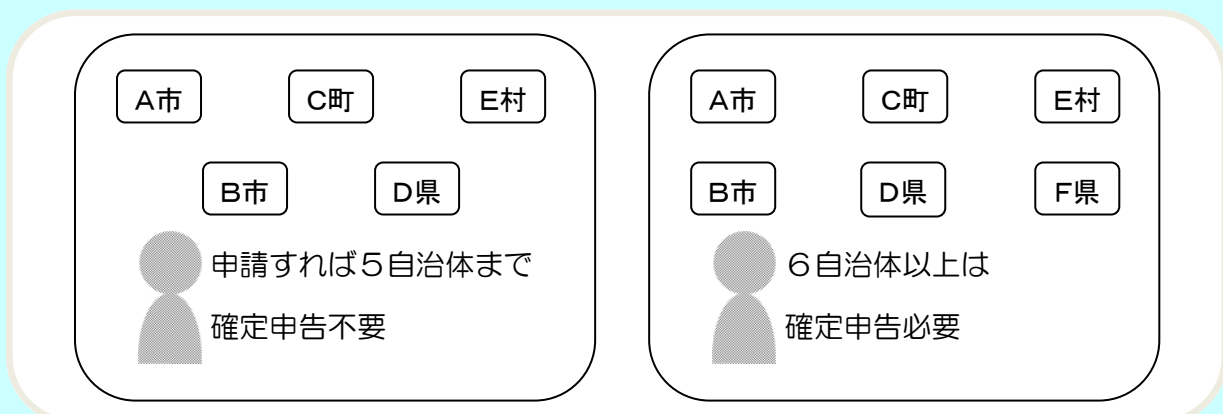 A市
C町
E村
B市
D県
申請すれば5自治体まで
確定申告不要
A市
C町
E村
B市
D県
F県
6自治体以上は
確定申告必要